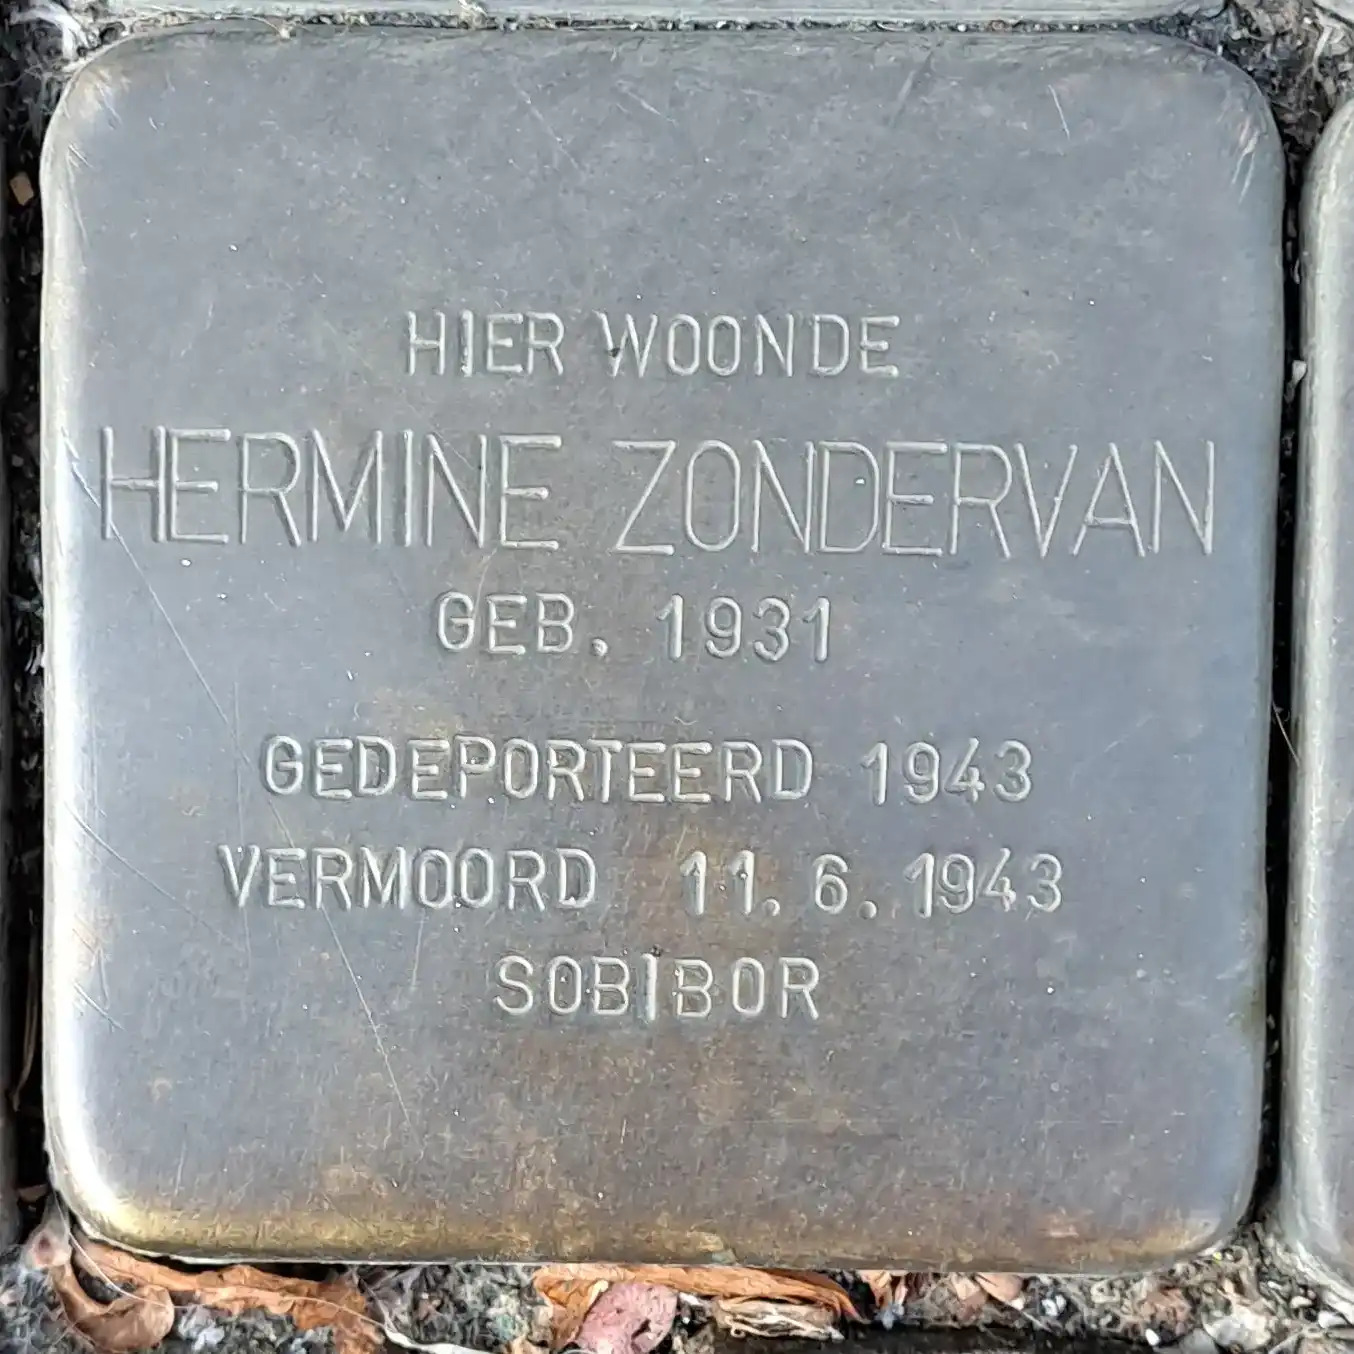 HIER WOONDE
HERMINE ZONDERVAN
GEB. 1931
GEDEPORTEERD 1943
VERMOORD 11.6.1943
SOBIBOR